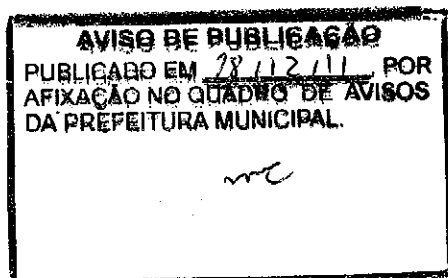 AVISO DE PUBLICAÇÃO
PUBLICADO EM 28/12/11, POR
AFIXAÇÃO NO QUADRO DE AVISOS
DA PREFEITURA MUNICIPAL.